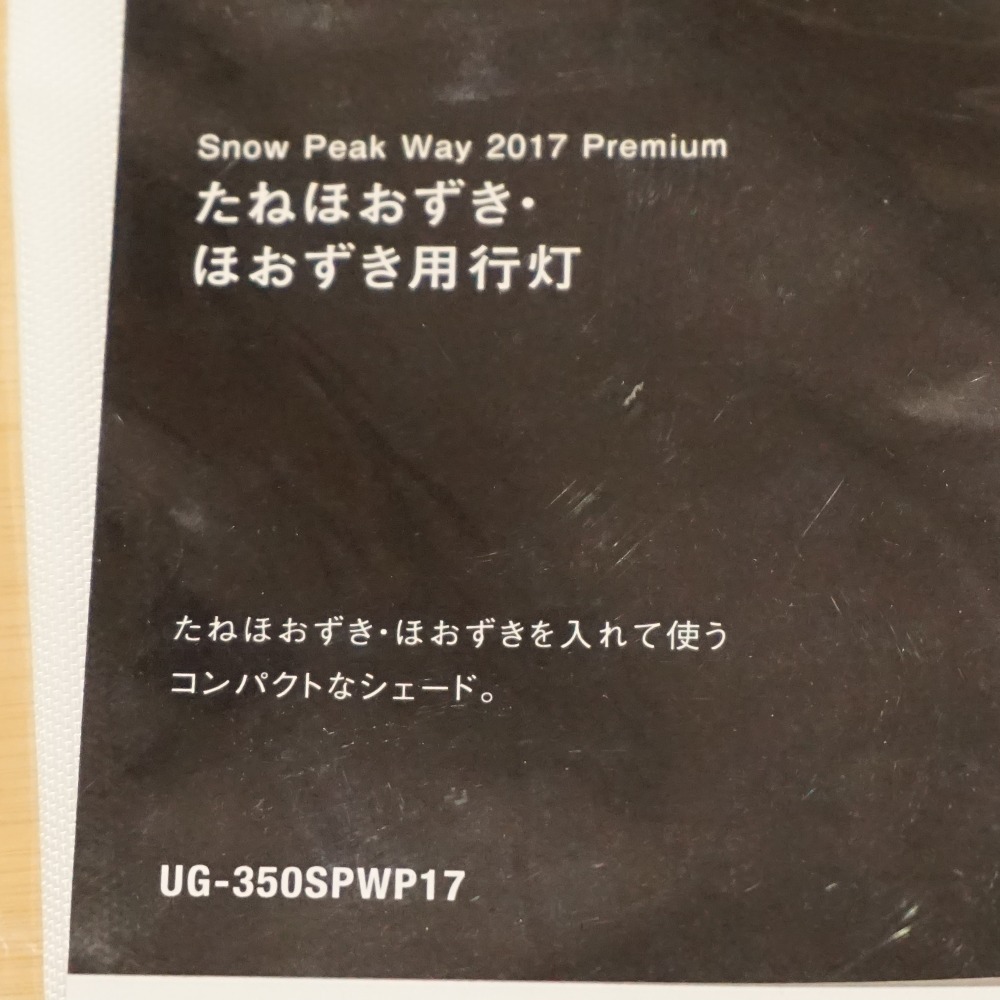 Snow Peak Way 2017 Premium
たねほおずき・
ほおずき用行灯
たねほおずき・ほおずきを入れて使う
コンパクトなシェード。
UG-350SPWP17